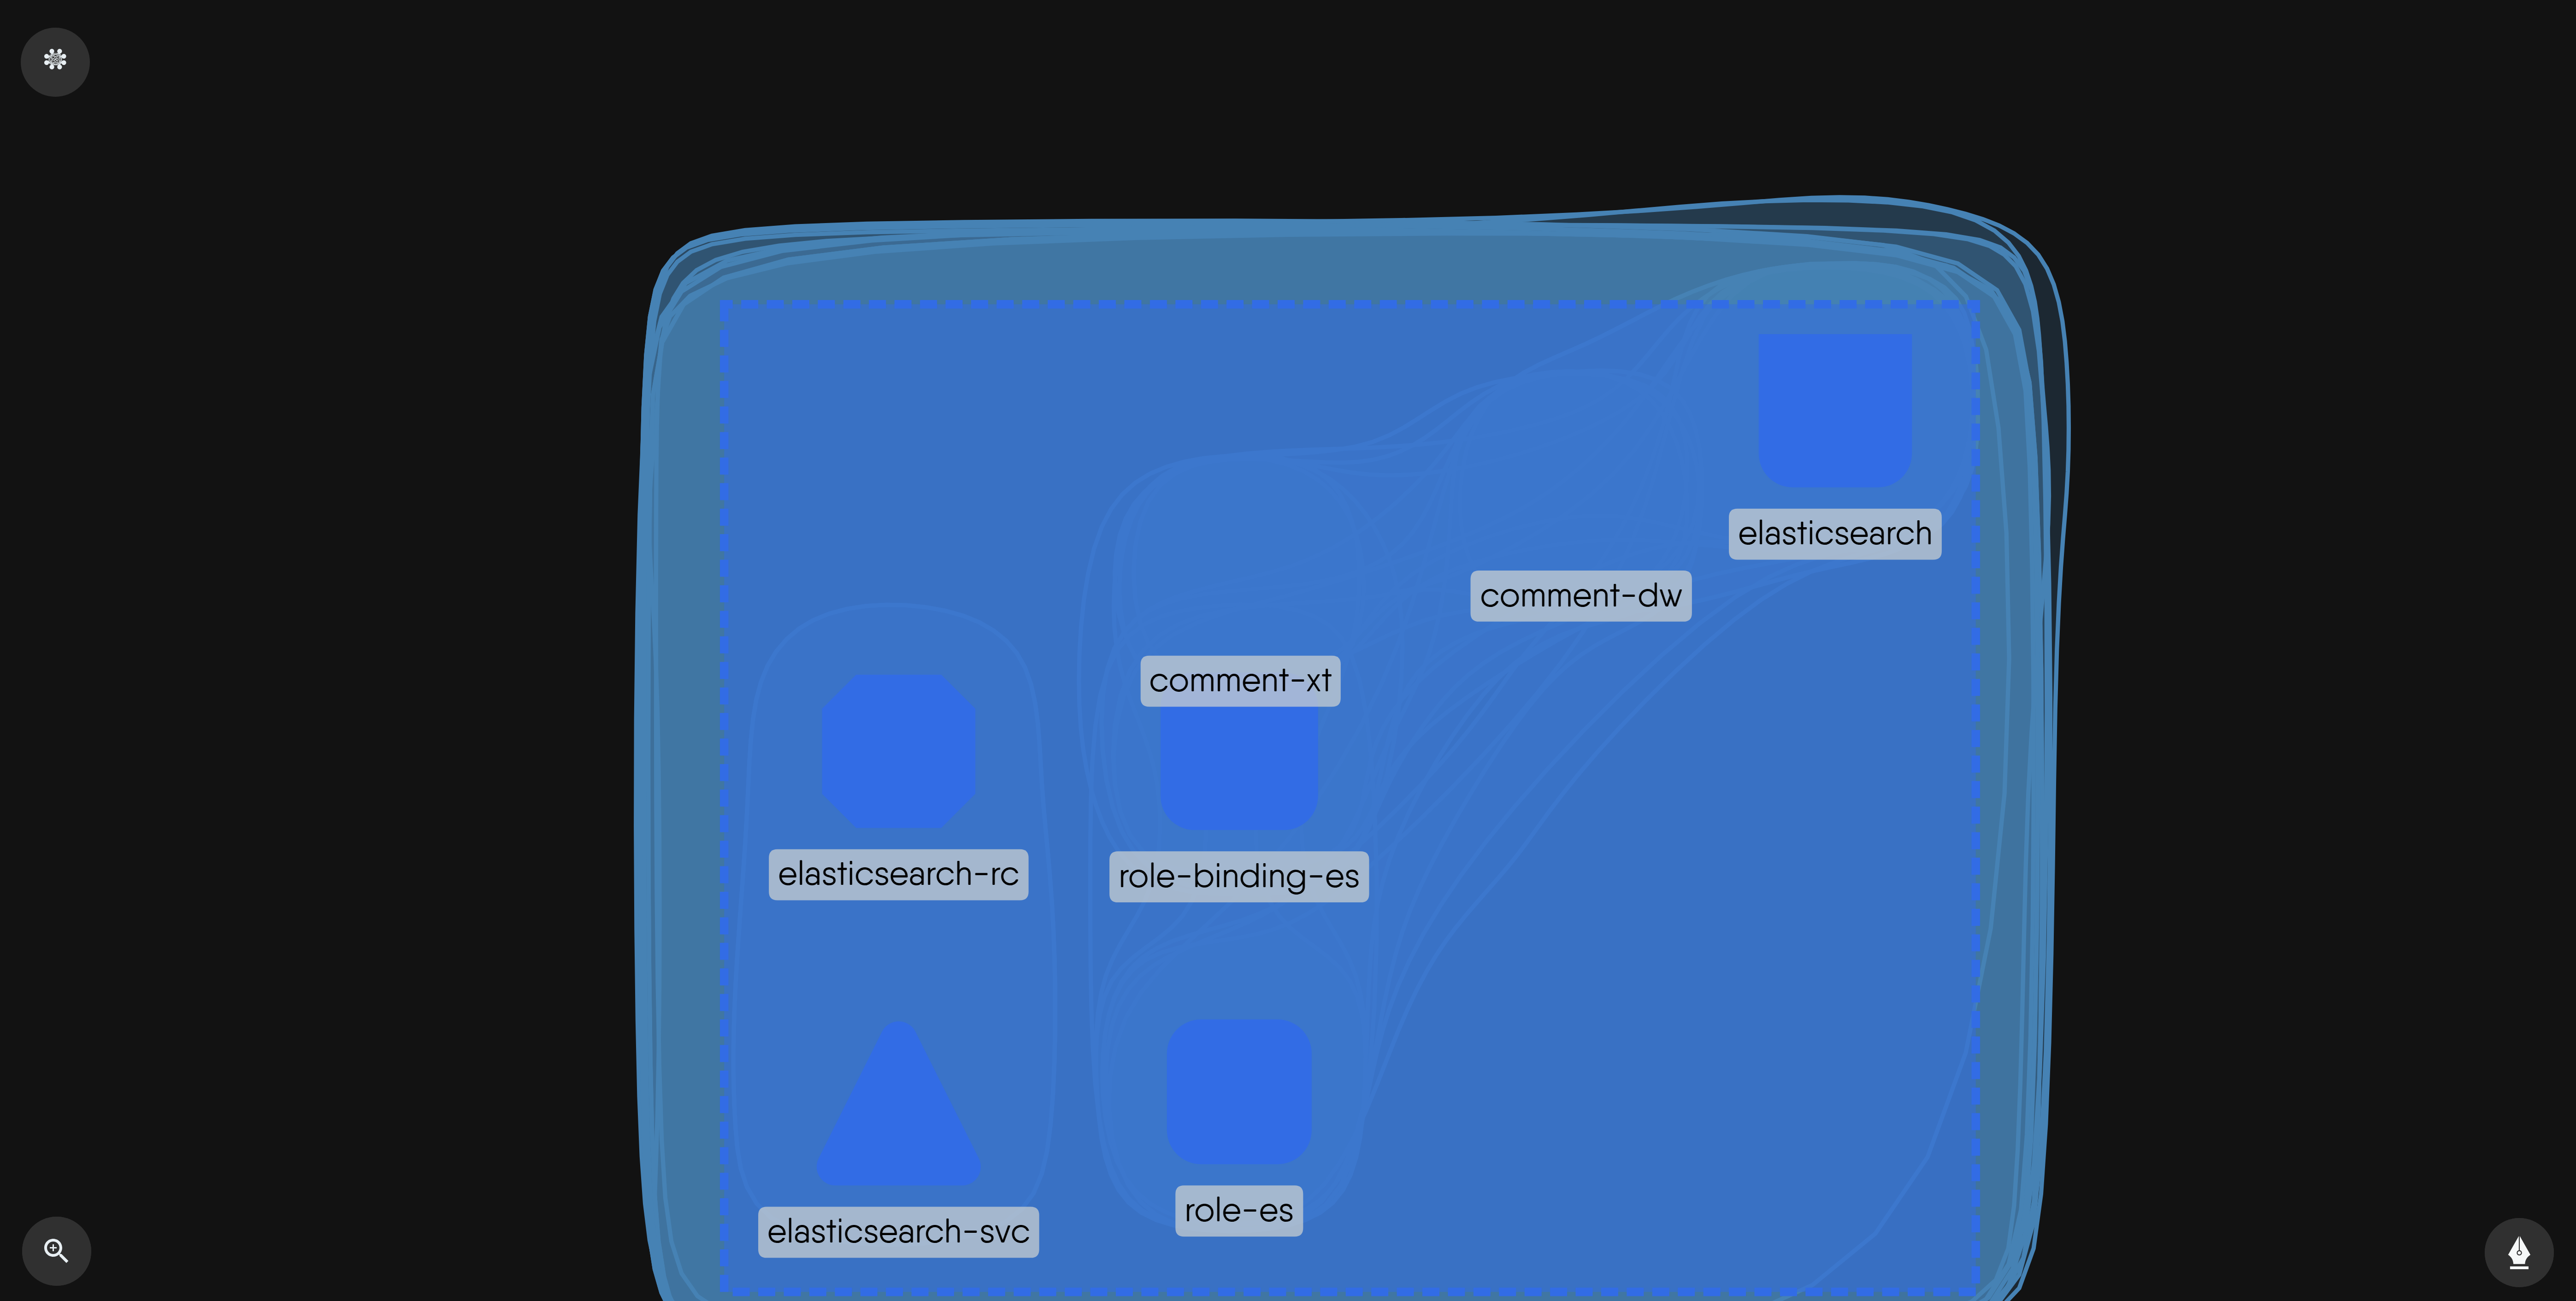 elasticsearch
comment-dw
comment-xt
elasticsearch-rc
role-binding-es
role-es
elasticsearch-svc